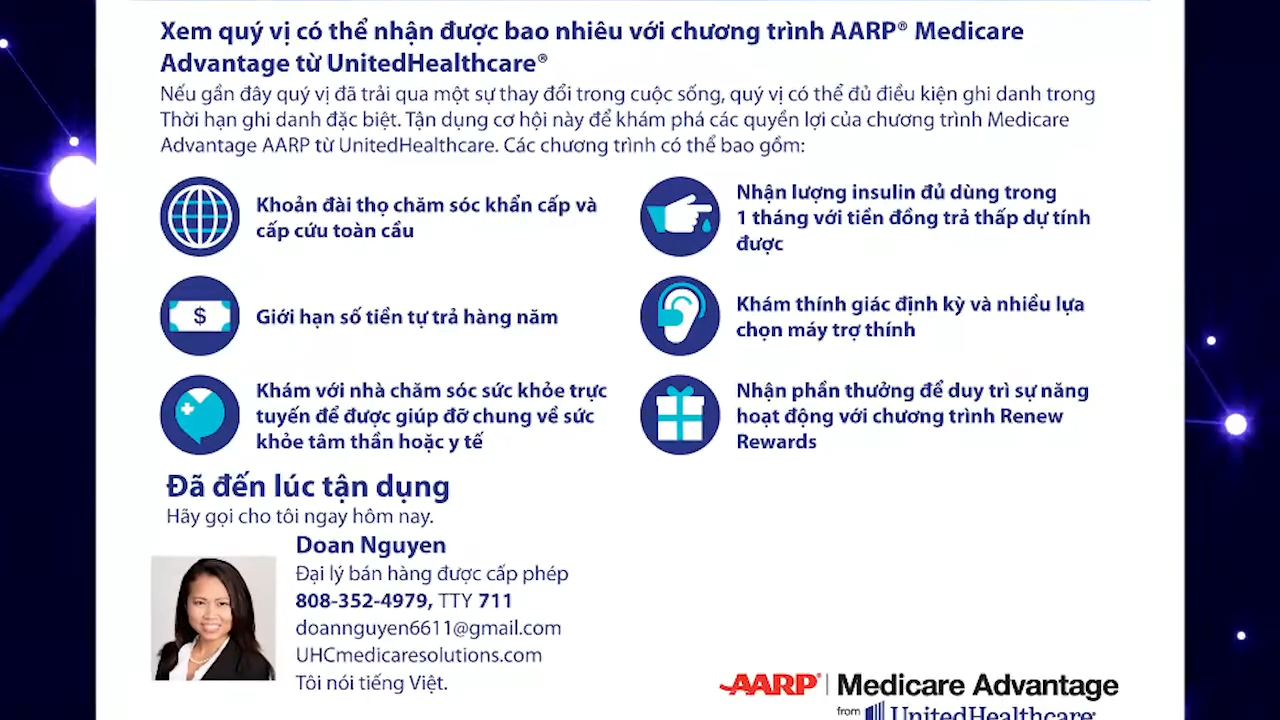 Xem quý vị có thể nhận được bao nhiêu với chương trình AARP® Medicare
Advantage từ UnitedHealthcare®
Nếu gần đây quý vị đã trải qua một sự thay đổi trong cuộc sống, quý vị có thể đủ điều kiện ghi danh trong
Thời hạn ghi danh đặc biệt. Tận dụng cơ hội này để khám phá các quyền lợi của chương trình Medicare
Advantage AARP từ UnitedHealthcare. Các chương trình có thể bao gồm:
Khoản đài thọ chăm sóc khẩn cấp và
cấp cứu toàn cầu
Nhận lượng insulin đủ dùng trong
1 tháng với tiền đồng trả thấp dự tính
được
$
Giới hạn số tiền tự trả hàng năm
Khám thính giác định kỳ và nhiều lựa
chọn máy trợ thính
Khám với nhà chăm sóc sức khỏe trực
tuyến để được giúp đỡ chung về sức
khỏe tâm thần hoặc y tế
Nhận phần thưởng để duy trì sự năng
hoạt động với chương trình Renew
Rewards
Đã đến lúc tận dụng
Hãy gọi cho tôi ngay hôm nay.
Doan Nguyen
Đại lý bán hàng được cấp phép
808-352-4979, TTY 711
doannguyen6611@gmail.com
UHCmedicaresolutions.com
Tôi nói tiếng Việt.
AARP® | Medicare Advantage
from UnitedHealthcare®